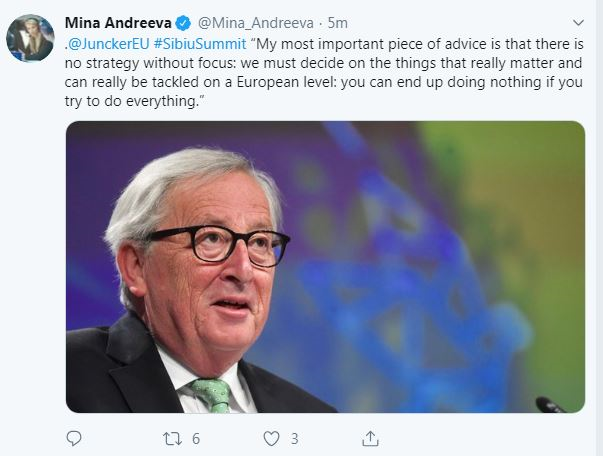 Mina Andreeva @Mina_Andreeva · 5m
.@JunckerEU #SibiuSummit “My most important piece of advice is that there is
no strategy without focus: we must decide on the things that really matter and
can really be tackled on a European level: you can end up doing nothing if you
try to do everything.”
6 3